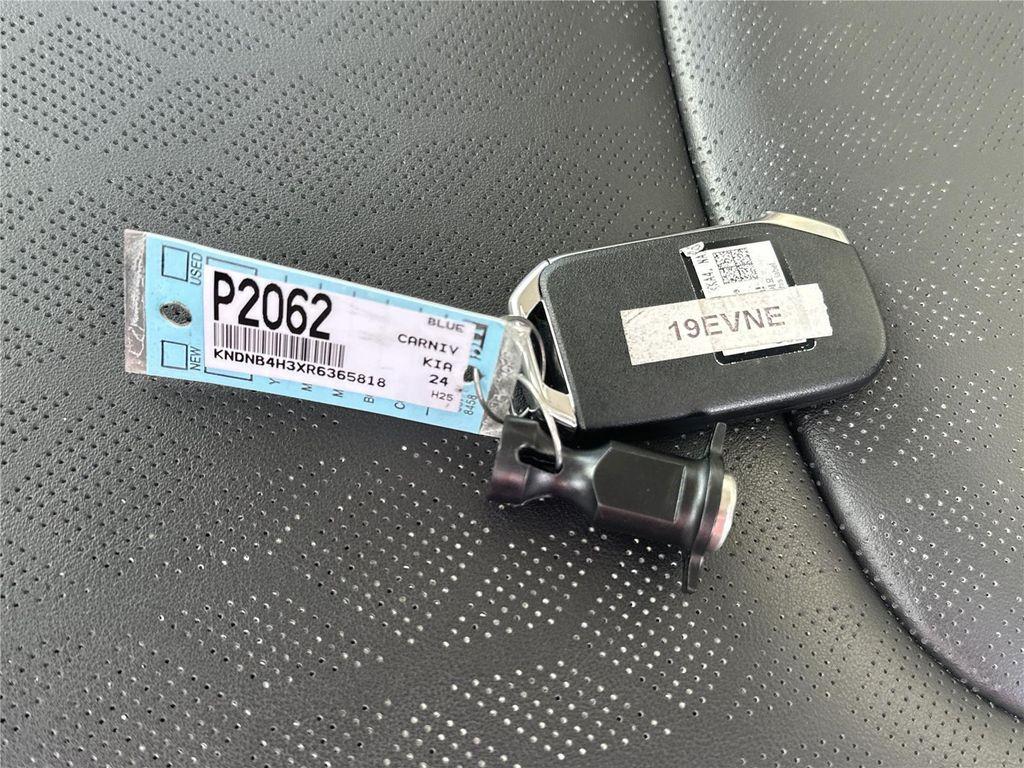 USED
NEW
P2062
KNDNB4H3XR6365818
BLUE
CARNIV
KIA
24
H25
8458
19EVNE